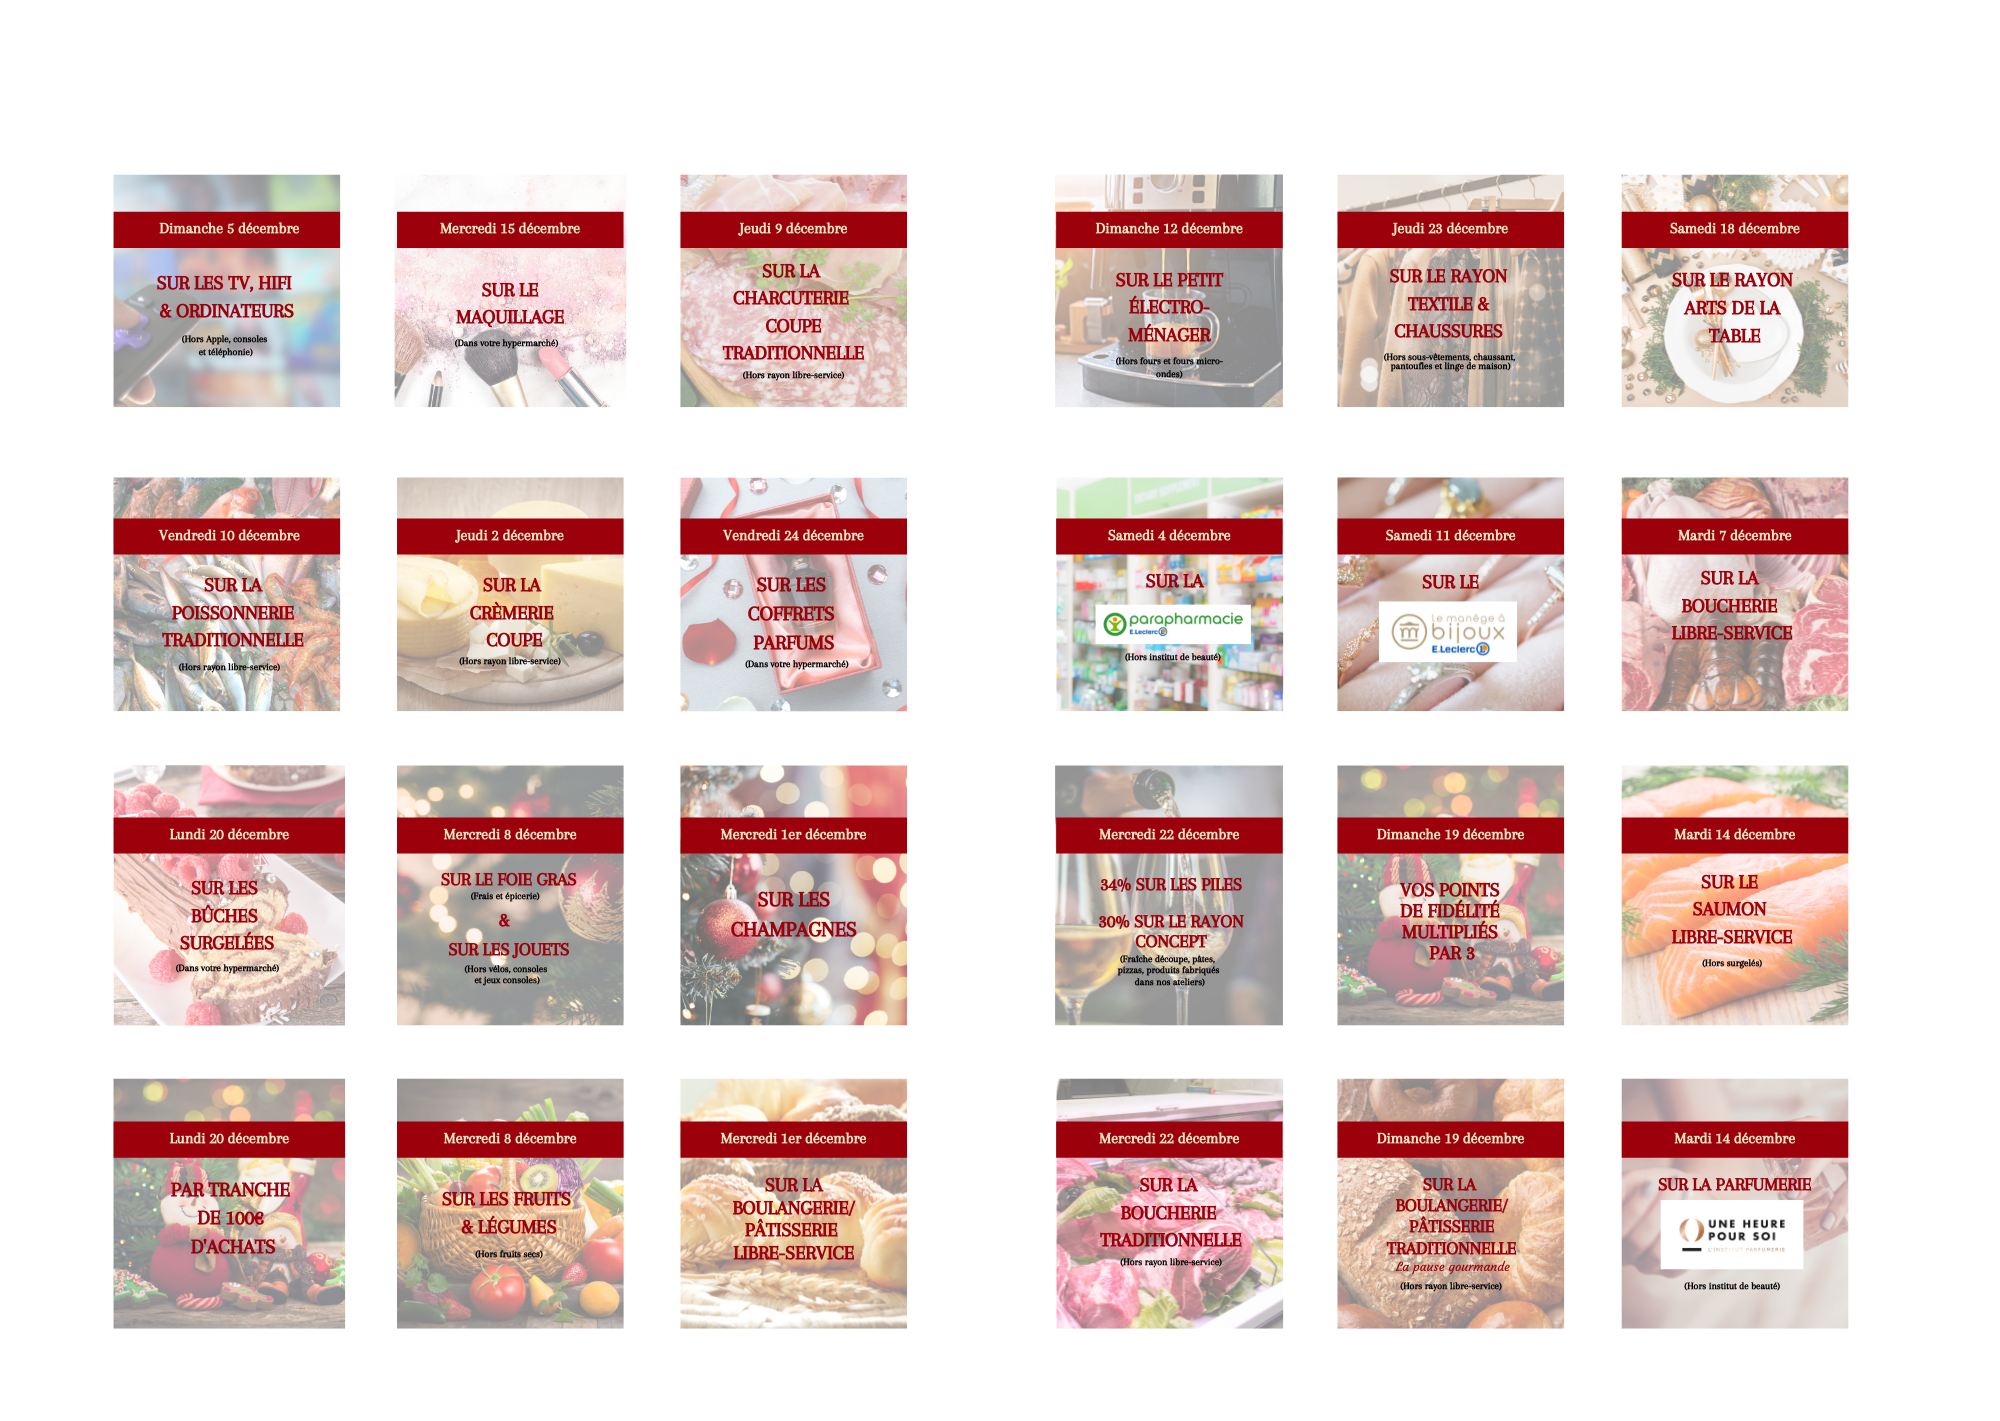 Dimanche 5 décembre
SUR LES TV, HIFI
& ORDINATEURS
(Hors Apple, consoles
et téléphonie)
Mercredi 15 décembre
SUR LE
MAQUILLAGE
(Dans votre hypermarché)
Jeudi 9 décembre
SUR LA
CHARCUTERIE
COUPE
TRADITIONNELLE
(Hors rayon libre-service)
Dimanche 12 décembre
SUR LE PETIT
ÉLECTRO-
MÉNAGER
(Hors fours et fours micro-
ondes)
Jeudi 23 décembre
SUR LE RAYON
TEXTILE &
CHAUSSURES
(Hors sous-vêtements, chaussant,
pantoufles et linge de maison)
Samedi 18 décembre
SUR LE RAYON
ARTS DE LA
TABLE
Vendredi 10 décembre
SUR LA
POISSONNERIE
TRADITIONNELLE
(Hors rayon libre-service)
Jeudi 2 décembre
SUR LA
CRÈMERIE
COUPE
(Hors rayon libre-service)
Vendredi 24 décembre
SUR LES
COFFRETS
PARFUMS
(Dans votre hypermarché)
Samedi 4 décembre
SUR LA
parapharmacie
E.Leclerc
(Hors institut de beauté)
Samedi 11 décembre
SUR LE
le manège à
bijoux
E.Leclerc
Mardi 7 décembre
SUR LA
BOUCHERIE
LIBRE-SERVICE
Lundi 20 décembre
SUR LES
BÛCHES
SURGELÉES
(Dans votre hypermarché)
Mercredi 8 décembre
SUR LE FOIE GRAS
(Frais et épicerie)
&
SUR LES JOUETS
(Hors vélos, consoles
et jeux consoles)
Mercredi 1er décembre
SUR LES
CHAMPAGNES
Mercredi 22 décembre
34% SUR LES PILES
30% SUR LE RAYON
CONCEPT
(Fraîche découpe, pâtes,
pizzas, produits fabriqués
dans nos ateliers)
Dimanche 19 décembre
VOS POINTS
DE FIDÉLITÉ
MULTIPLIÉS
PAR 3
Mardi 14 décembre
SUR LE
SAUMON
LIBRE-SERVICE
(Hors surgelés)
Lundi 20 décembre
PAR TRANCHE
DE 100€
D'ACHATS
Mercredi 8 décembre
SUR LES FRUITS
& LÉGUMES
(Hors fruits secs)
Mercredi 1er décembre
SUR LA
BOULANGERIE/
PÂTISSERIE
LIBRE-SERVICE
Mercredi 22 décembre
SUR LA
BOUCHERIE
TRADITIONNELLE
(Hors rayon libre-service)
Dimanche 19 décembre
SUR LA
BOULANGERIE/
PÂTISSERIE
TRADITIONNELLE
La pause gourmande
(Hors rayon libre-service)
Mardi 14 décembre
SUR LA PARFUMERIE
UNE HEURE
POUR SOI
L'INSTITUT PARFUMERIE
(Hors institut de beauté)